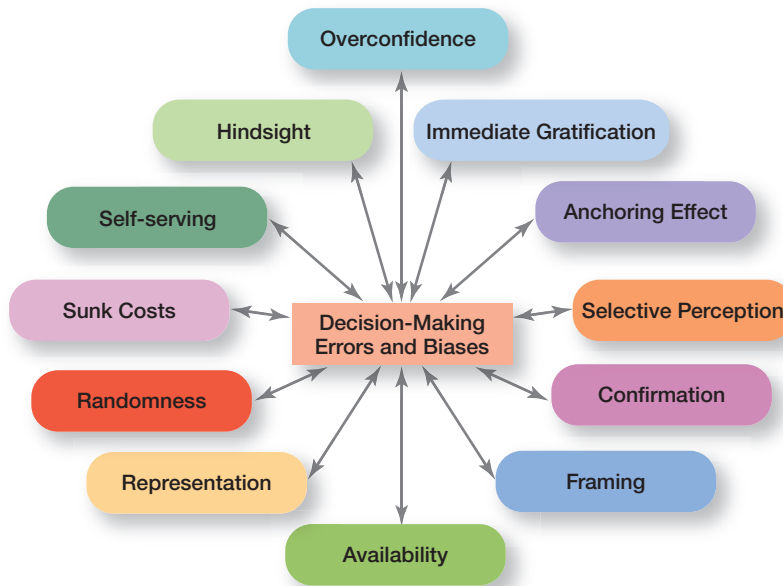 Overconfidence
Hindsight
Immediate Gratification
Self-serving
Anchoring Effect
Sunk Costs
Decision-Making
Errors and Biases
Selective Perception
Randomness
Confirmation
Representation
Framing
Availability